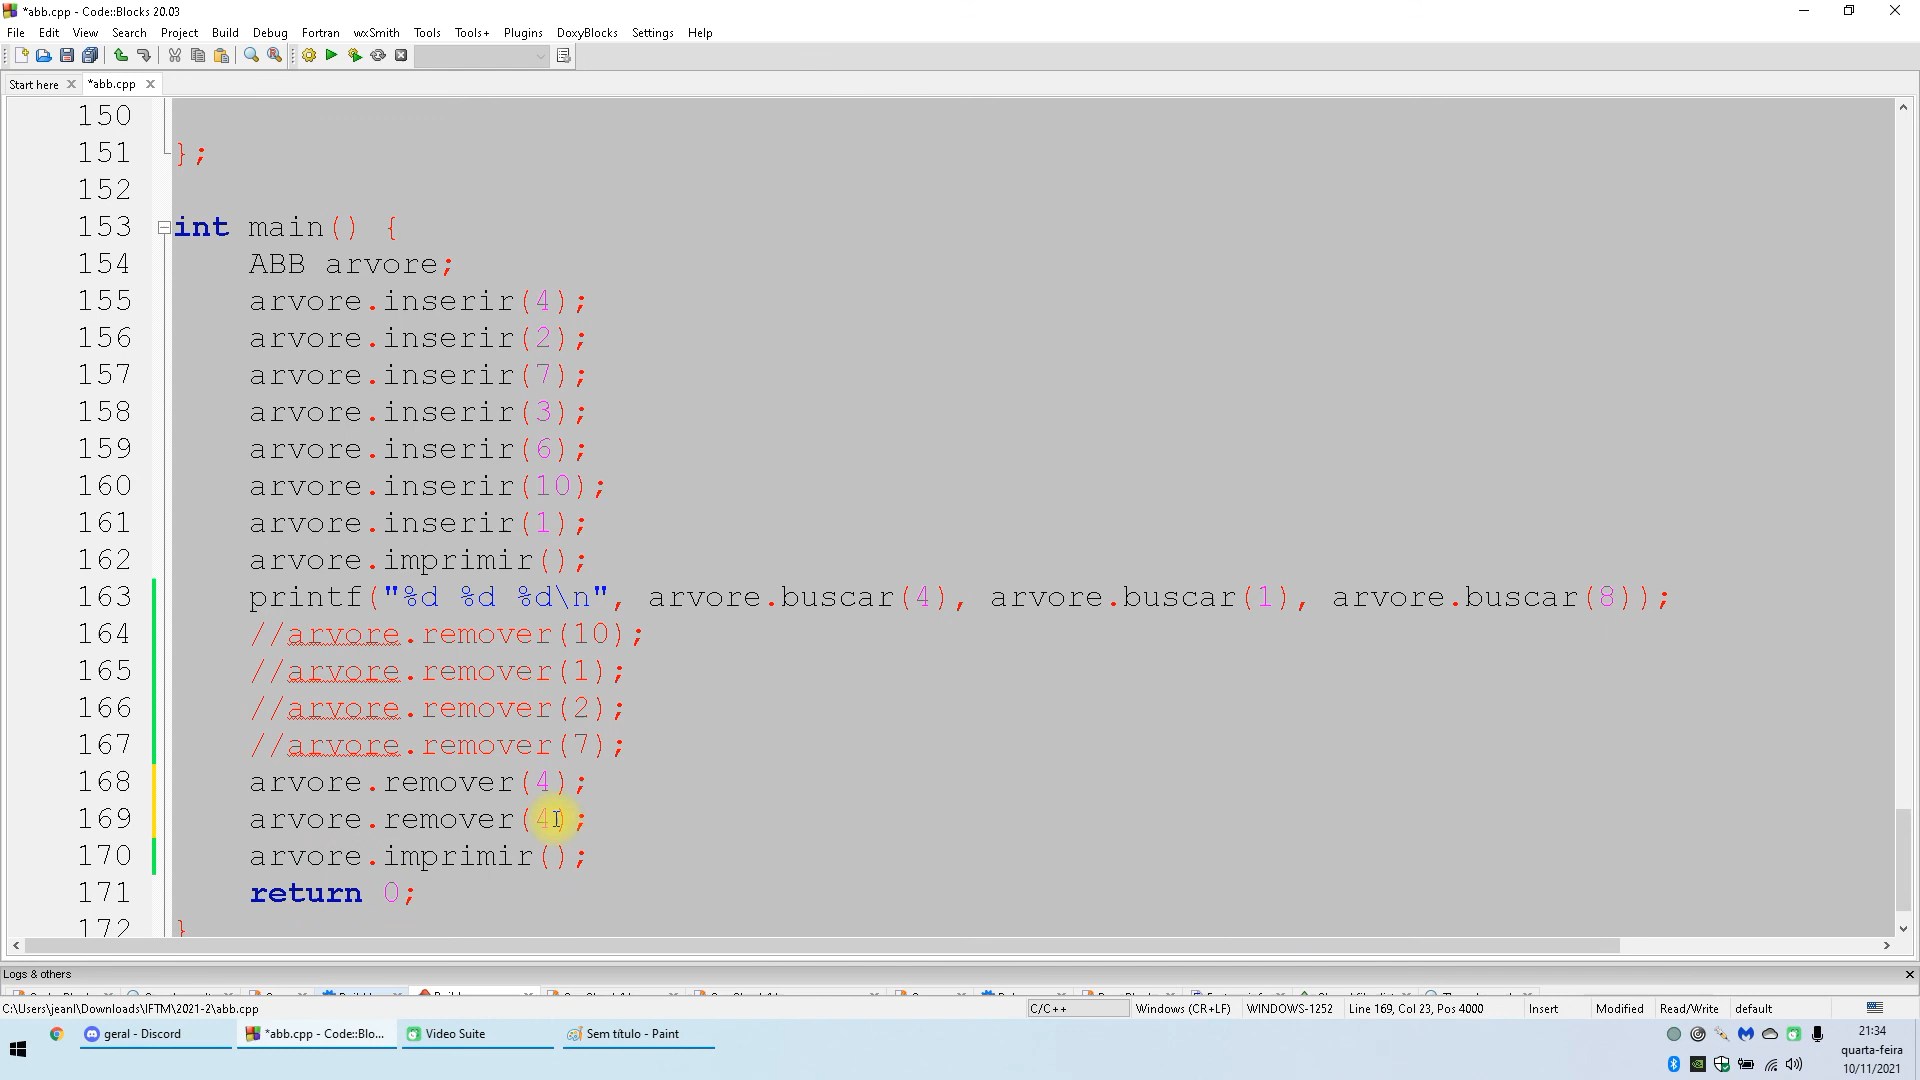 *abb.cpp - Code::Blocks 20.03
File Edit View Search Project Build Debug Fortran wxSmith Tools Tools+ Plugins DoxyBlocks Settings Help
Start here *abb.cpp
150
151 };
152
153 int main() {
154 ABB arvore;
155 arvore.inserir(4);
156 arvore.inserir(2);
157 arvore.inserir(7);
158 arvore.inserir(3);
159 arvore.inserir(6);
160 arvore.inserir(10);
161 arvore.inserir(1);
162 arvore.imprimir();
163 printf("%d %d %d\n", arvore.buscar(4), arvore.buscar(1), arvore.buscar(8));
164 //arvore.remover(10);
165 //arvore.remover(1);
166 //arvore.remover(2);
167 //arvore.remover(7);
168 arvore.remover(4);
169 arvore.remover(4);
170 arvore.imprimir();
171 return 0;
172 }
Logs & others
C:\Users\jeanl\Downloads\IFTM\2021-2\abb.cpp C/C++ Windows (CR+LF) WINDOWS-1252 Line 169, Col 23, Pos 4000 Insert Modified Read/Write default
geral - Discord *abb.cpp - Code::Blo... Video Suite Sem título - Paint
21:34
quarta-feira
10/11/2021